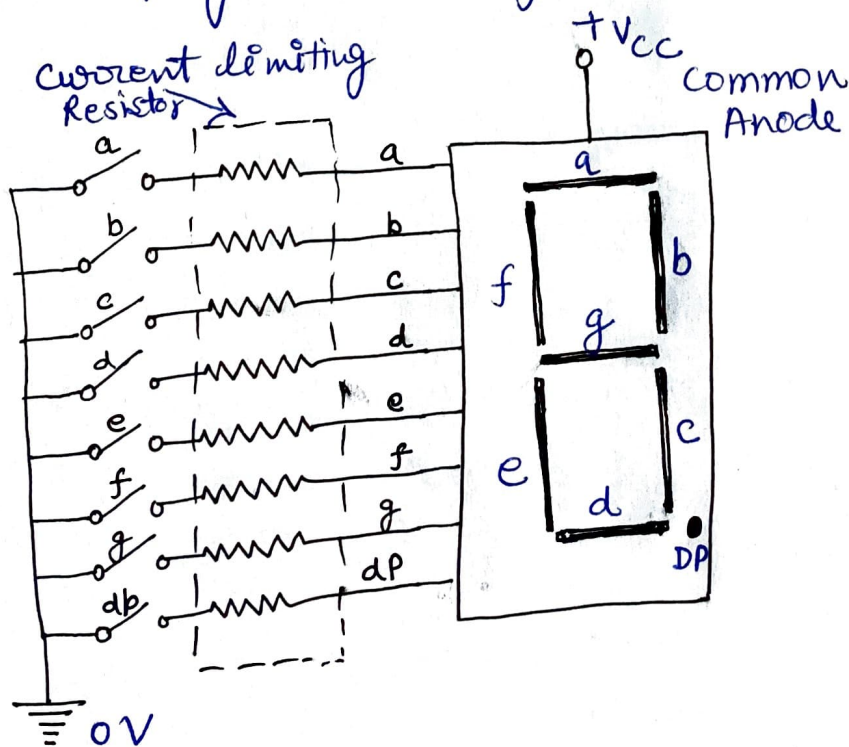 + VCC
Current limiting
Resistor
Common
Anode
a
a
b
b
c
c
d
d
e
e
f
f
g
g
dp
dP
a
f
b
g
e
c
d
DP
0V